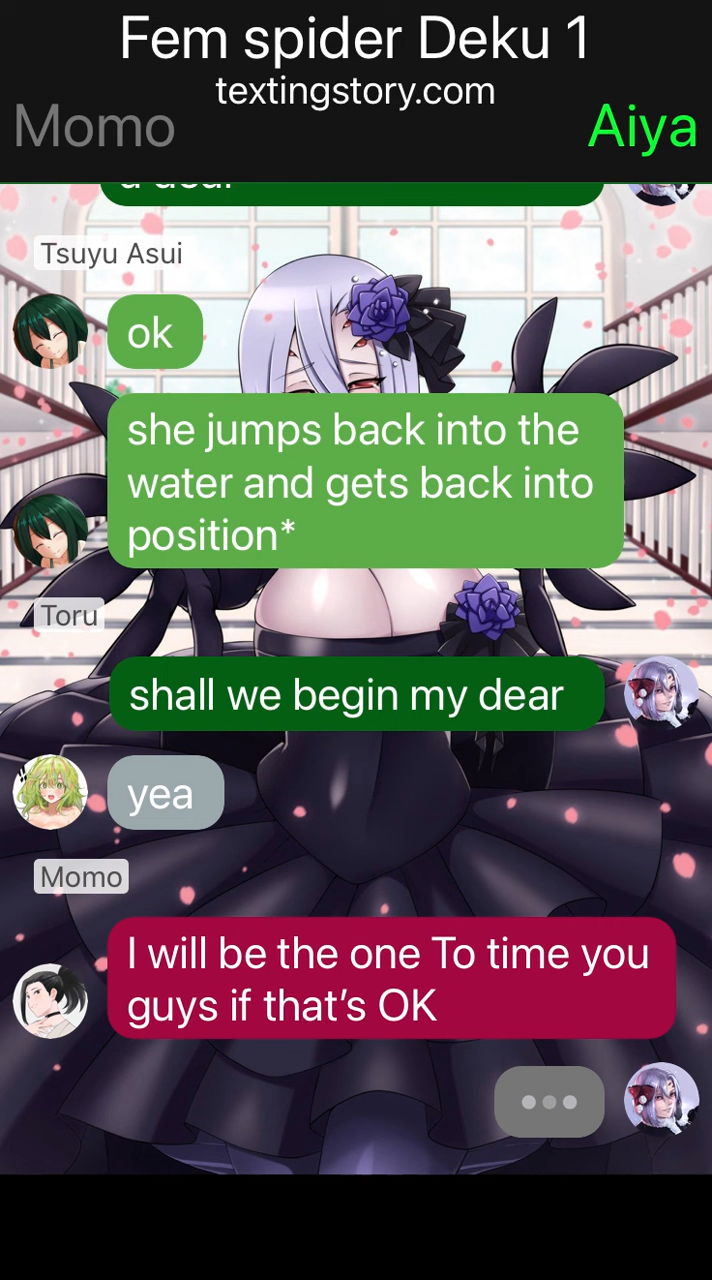 Fem spider Deku 1
textingstory.com
Momo
Aiya
Tsuyu Asui
ok
she jumps back into the
water and gets back into
position*
Toru
shall we begin my dear
yea
Momo
I will be the one To time you
guys if that’s OK